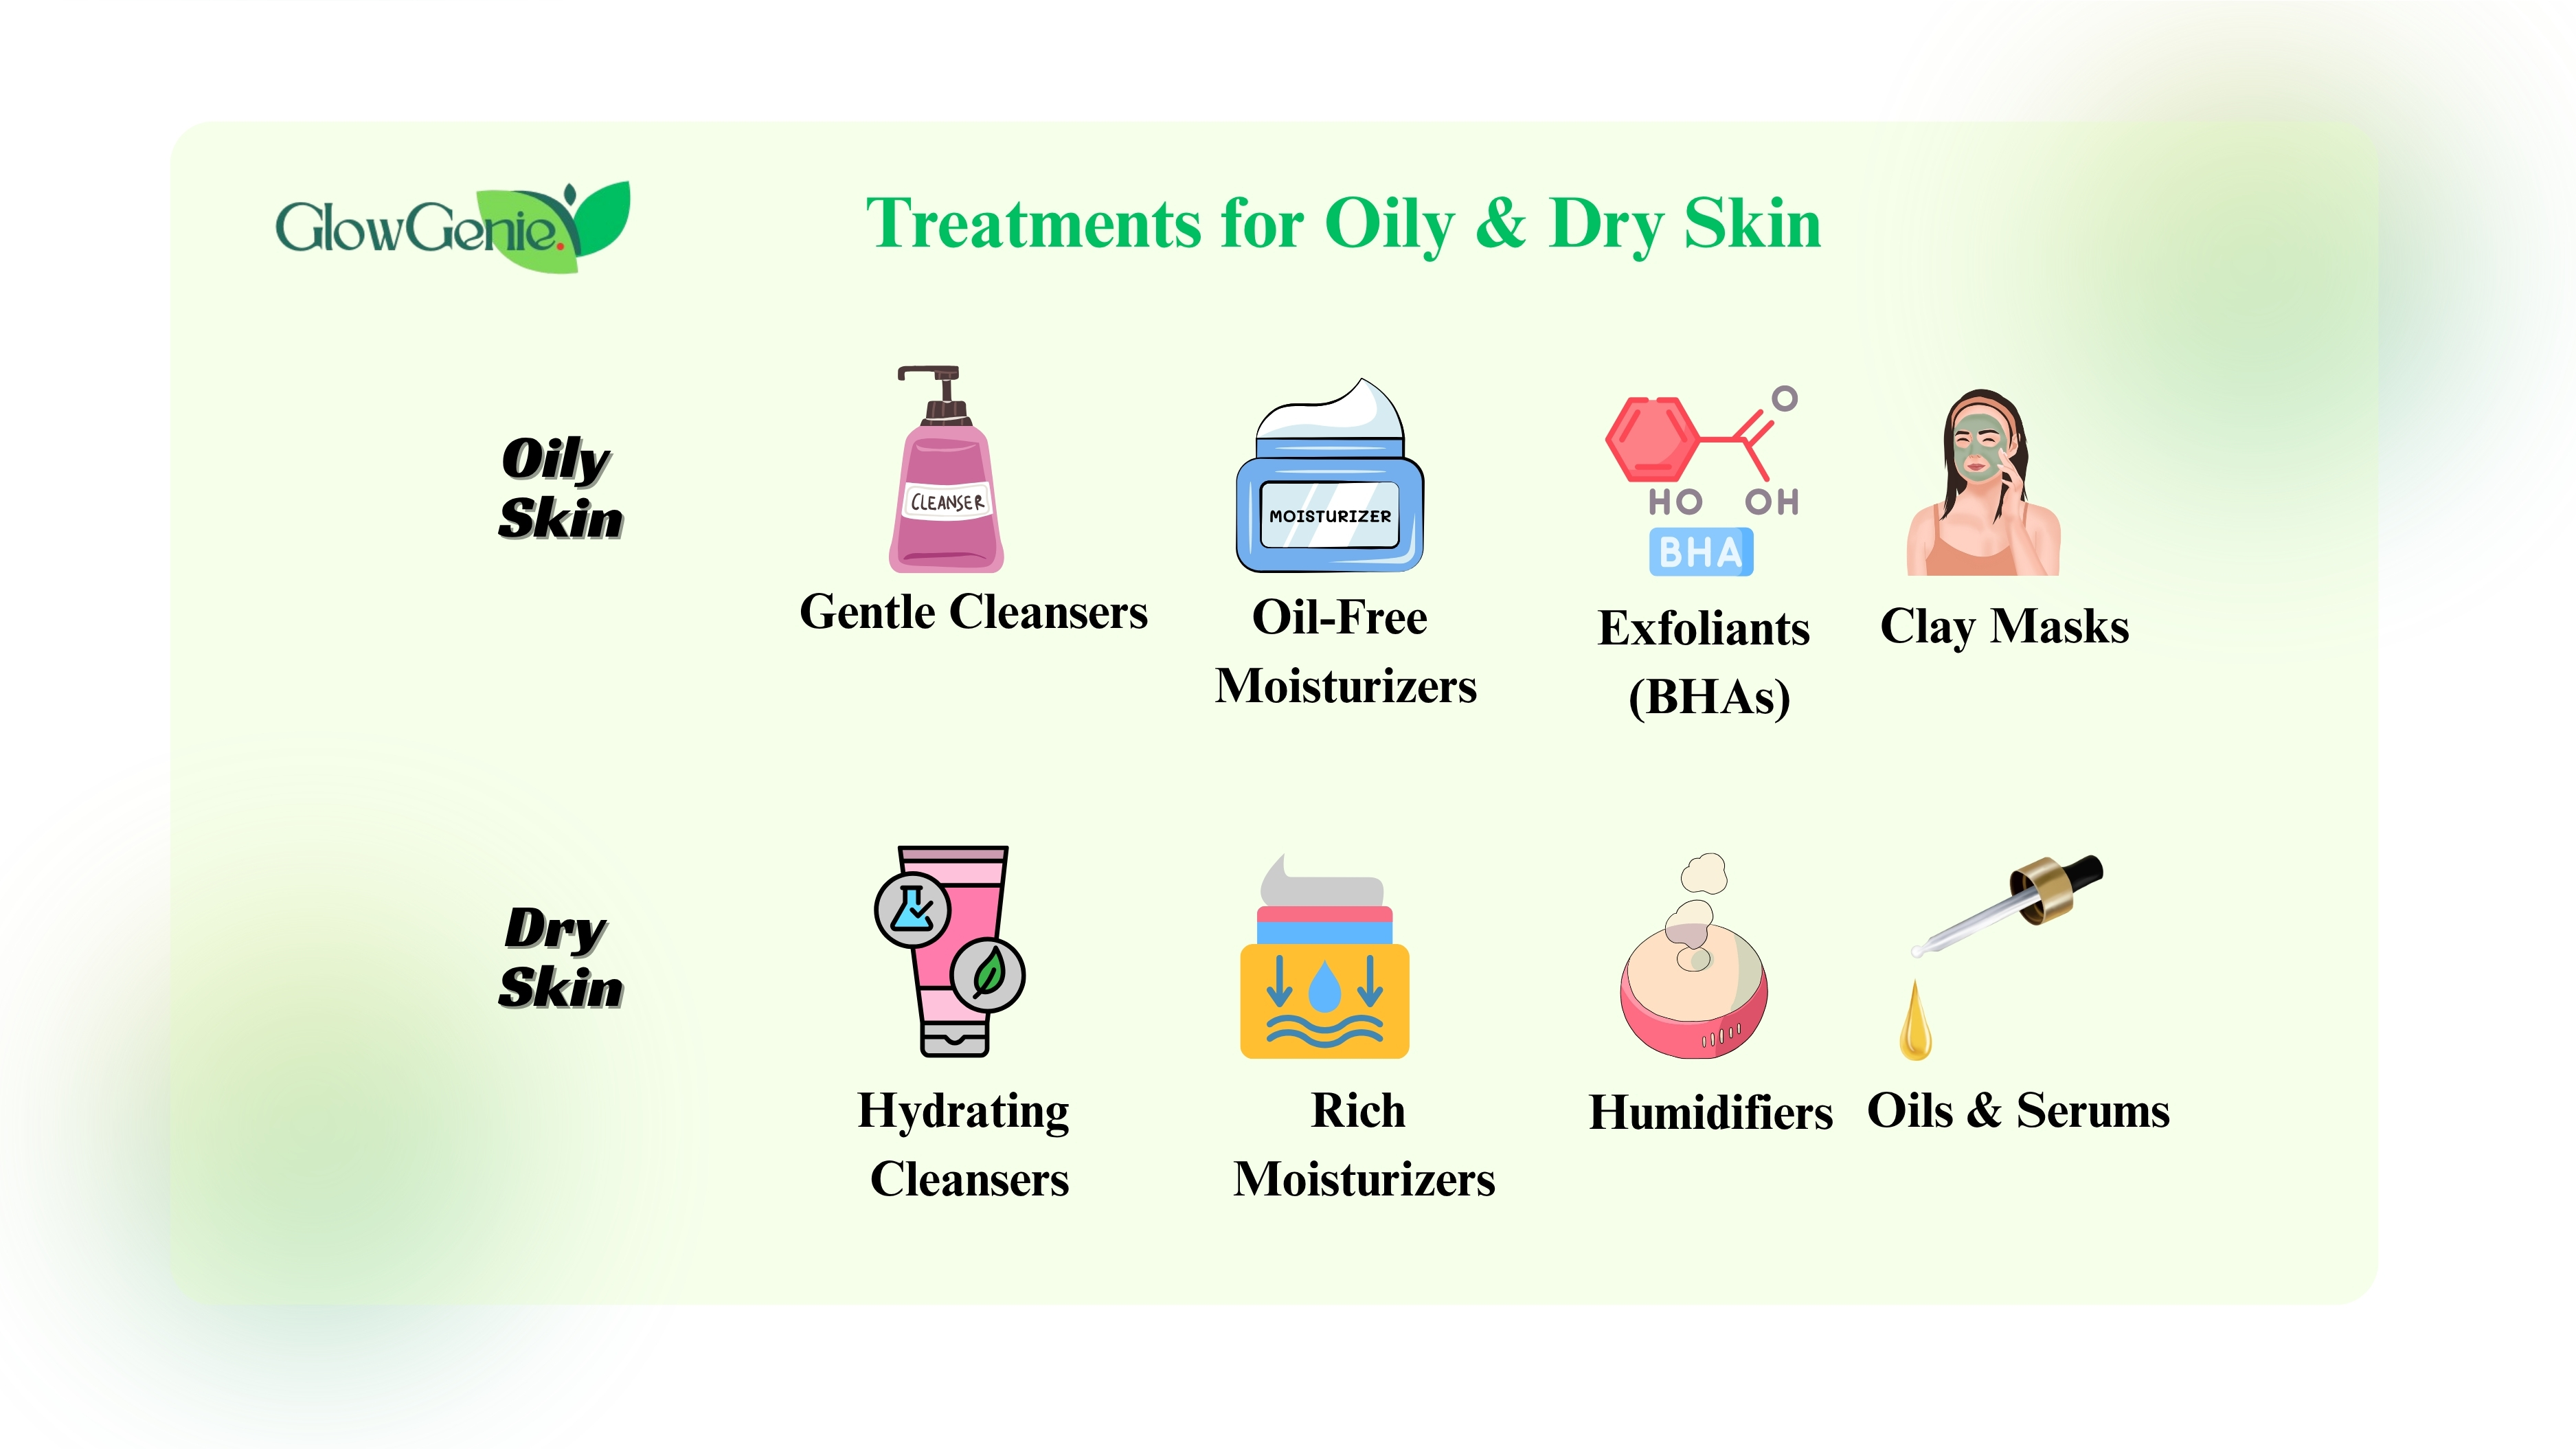 GlowGenie.
Treatments for Oily & Dry Skin
Oily
Skin
CLEANSER
Gentle Cleansers
MOISTURIZER
Oil-Free
Moisturizers
O
HO OH
BHA
Exfoliants
(BHAs)
Clay Masks
Dry
Skin
Hydrating
Cleansers
Rich
Moisturizers
Humidifiers
Oils & Serums